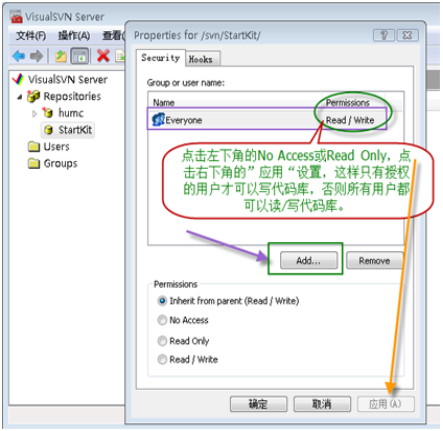 VisualSVN Server
文件(F) 操作(A) 查看(
VisualSVN Server
Repositories
humc
StartKit
Users
Groups
Properties for /svn/StartKit/
Security Hooks
Group or user name:
Name Permissions
Everyone Read / Write
点击左下角的No Access或Read Only，点
击右下角的”应用“设置，这样只有授权
的用户才可以写代码库，否则所有用户都
可以读/写代码库。
Add... Remove
Permissions
Inherit from parent (Read / Write)
No Access
Read Only
Read / Write
确定 取消 应用(A)